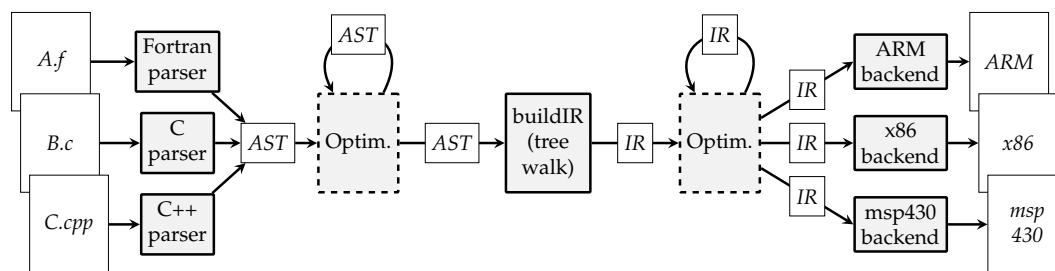 A.f
Fortran
parser
AST
IR
ARM
backend
ARM
IR
B.c
C
parser
AST
Optim.
AST
buildIR
(tree
walk)
IR
Optim.
IR
x86
backend
x86
C.cpp
C++
parser
IR
msp430
backend
msp
430